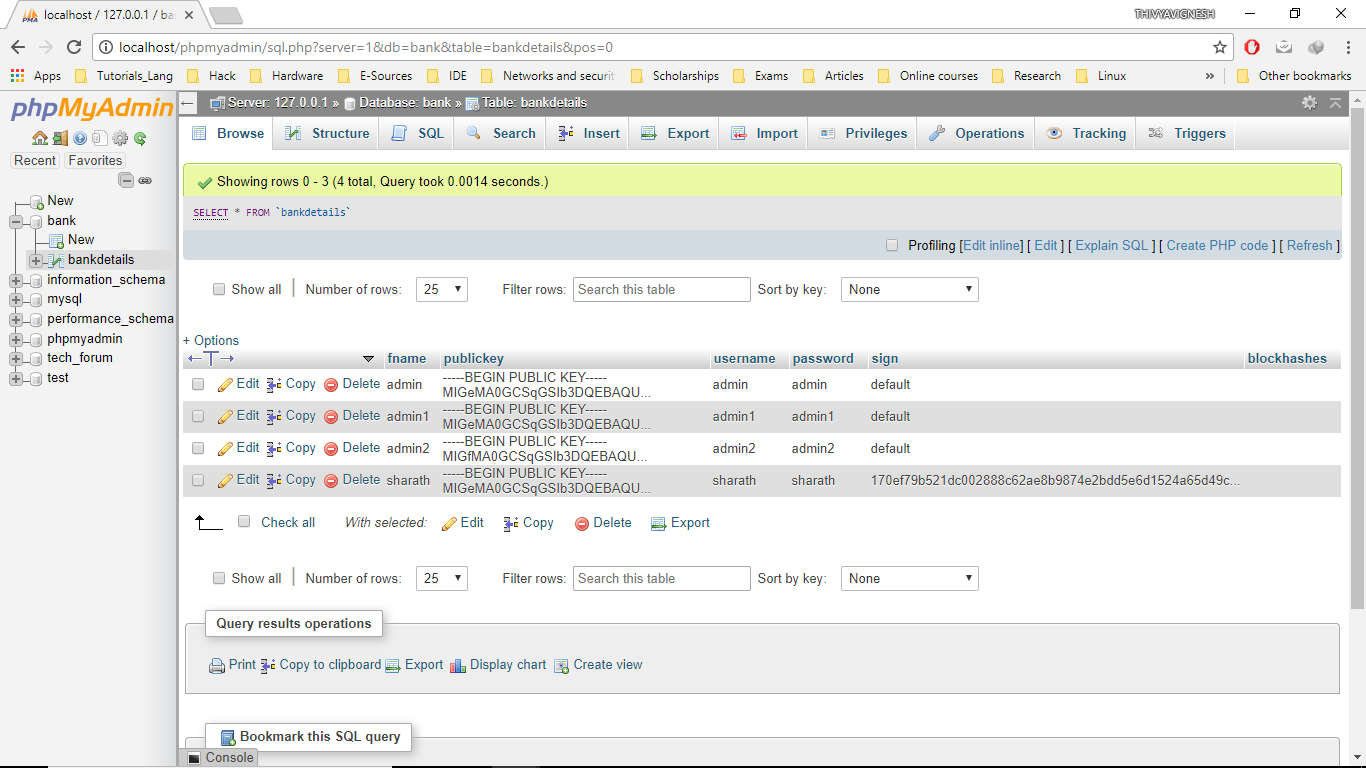 localhost / 127.0.0.1 / ba
THIVYAVIGNESH
localhost/phpmyadmin/sql.php?server=1&db=bank&table=bankdetails&pos=0
Apps Tutorials_Lang Hack Hardware E-Sources IDE Networks and securit Scholarships Exams Articles Online courses Research Linux » Other bookmarks
phpMyAdmin
Recent Favorites
New
bank
New
bankdetails
information_schema
mysql
performance_schema
phpmyadmin
tech_forum
test
Server: 127.0.0.1 » Database: bank » Table: bankdetails
Browse Structure SQL Search Insert Export Import Privileges Operations Tracking Triggers
Showing rows 0 - 3 (4 total, Query took 0.0014 seconds.)
SELECT * FROM `bankdetails`
Profiling [Edit inline] [ Edit ] [ Explain SQL ] [ Create PHP code ] [ Refresh ]
Show all | Number of rows: 25 Filter rows: Search this table Sort by key: None
+ Options
←T→ fname publickey username password sign blockhashes
Edit Copy Delete admin -----BEGIN PUBLIC KEY----- MIGeMA0GCSqGSIb3DQEBAQU... admin admin default
Edit Copy Delete admin1 -----BEGIN PUBLIC KEY----- MIGeMA0GCSqGSIb3DQEBAQU... admin1 admin1 default
Edit Copy Delete admin2 -----BEGIN PUBLIC KEY----- MIGfMA0GCSqGSIb3DQEBAQU... admin2 admin2 default
Edit Copy Delete sharath -----BEGIN PUBLIC KEY----- MIGeMA0GCSqGSIb3DQEBAQU... sharath sharath 170ef79b521dc002888c62ae8b9874e2bdd5e6d1524a65d49c...
Check all With selected: Edit Copy Delete Export
Show all | Number of rows: 25 Filter rows: Search this table Sort by key: None
Query results operations
Print Copy to clipboard Export Display chart Create view
Bookmark this SQL query
Console